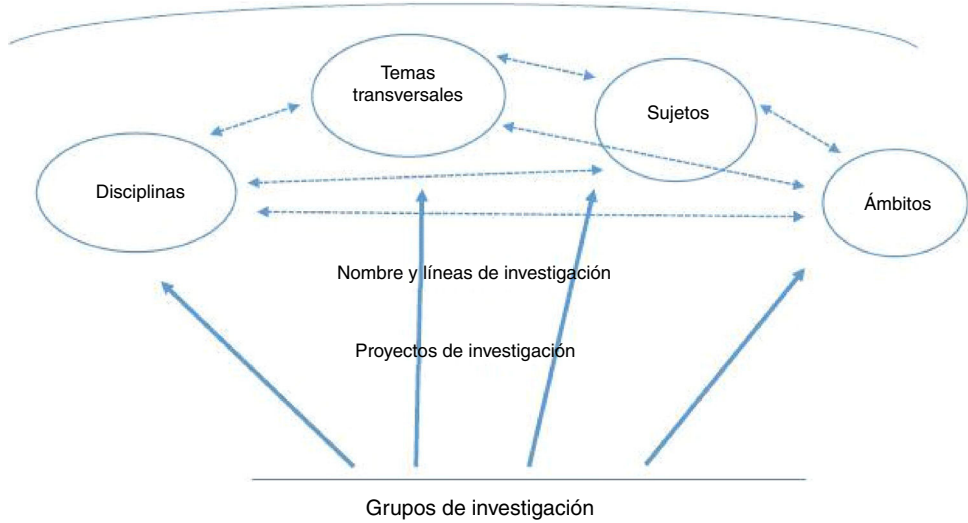 Temas
transversales
Sujetos
Disciplinas
Ámbitos
Nombre y líneas de investigación
Proyectos de investigación
Grupos de investigación